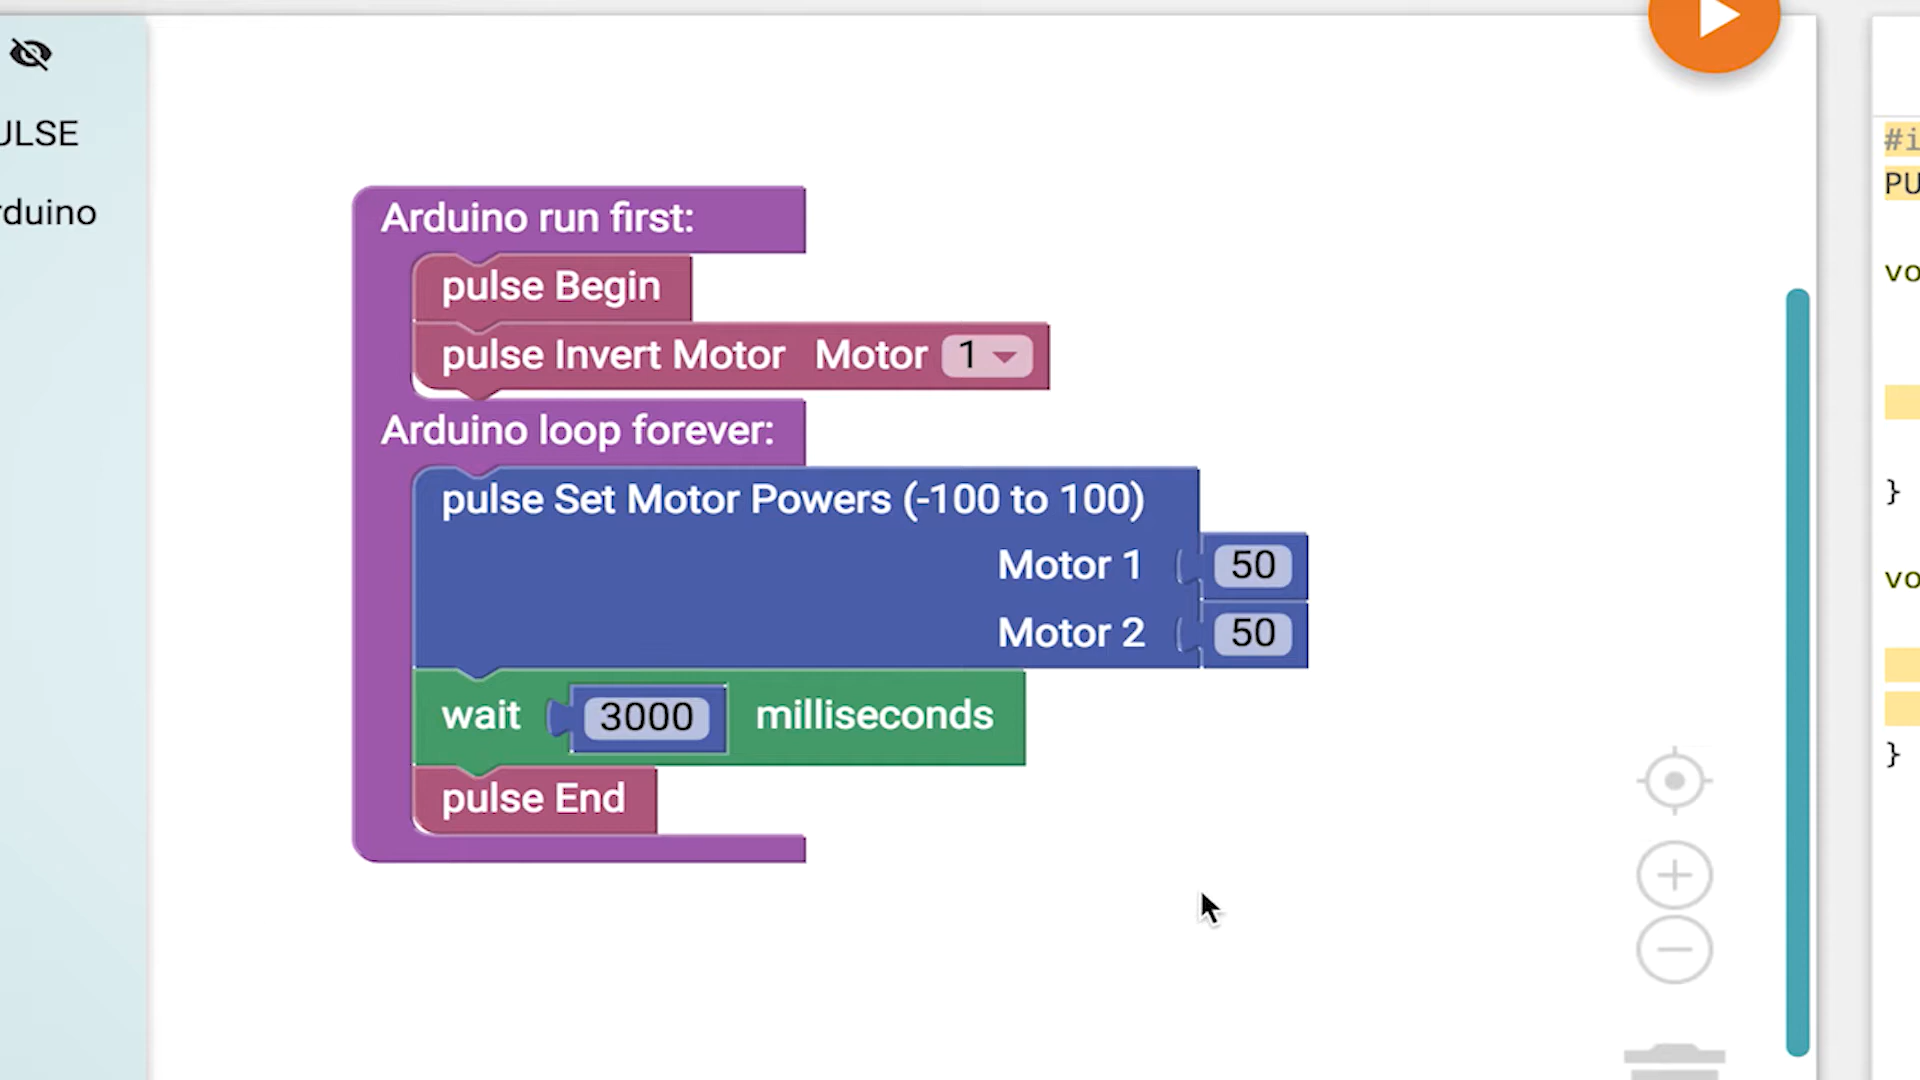 ULSE
rduino
Arduino run first:
pulse Begin
pulse Invert Motor Motor 1
Arduino loop forever:
pulse Set Motor Powers (-100 to 100)
Motor 1 50
Motor 2 50
wait 3000 milliseconds
pulse End
#i
PU
vo
}
vo
}